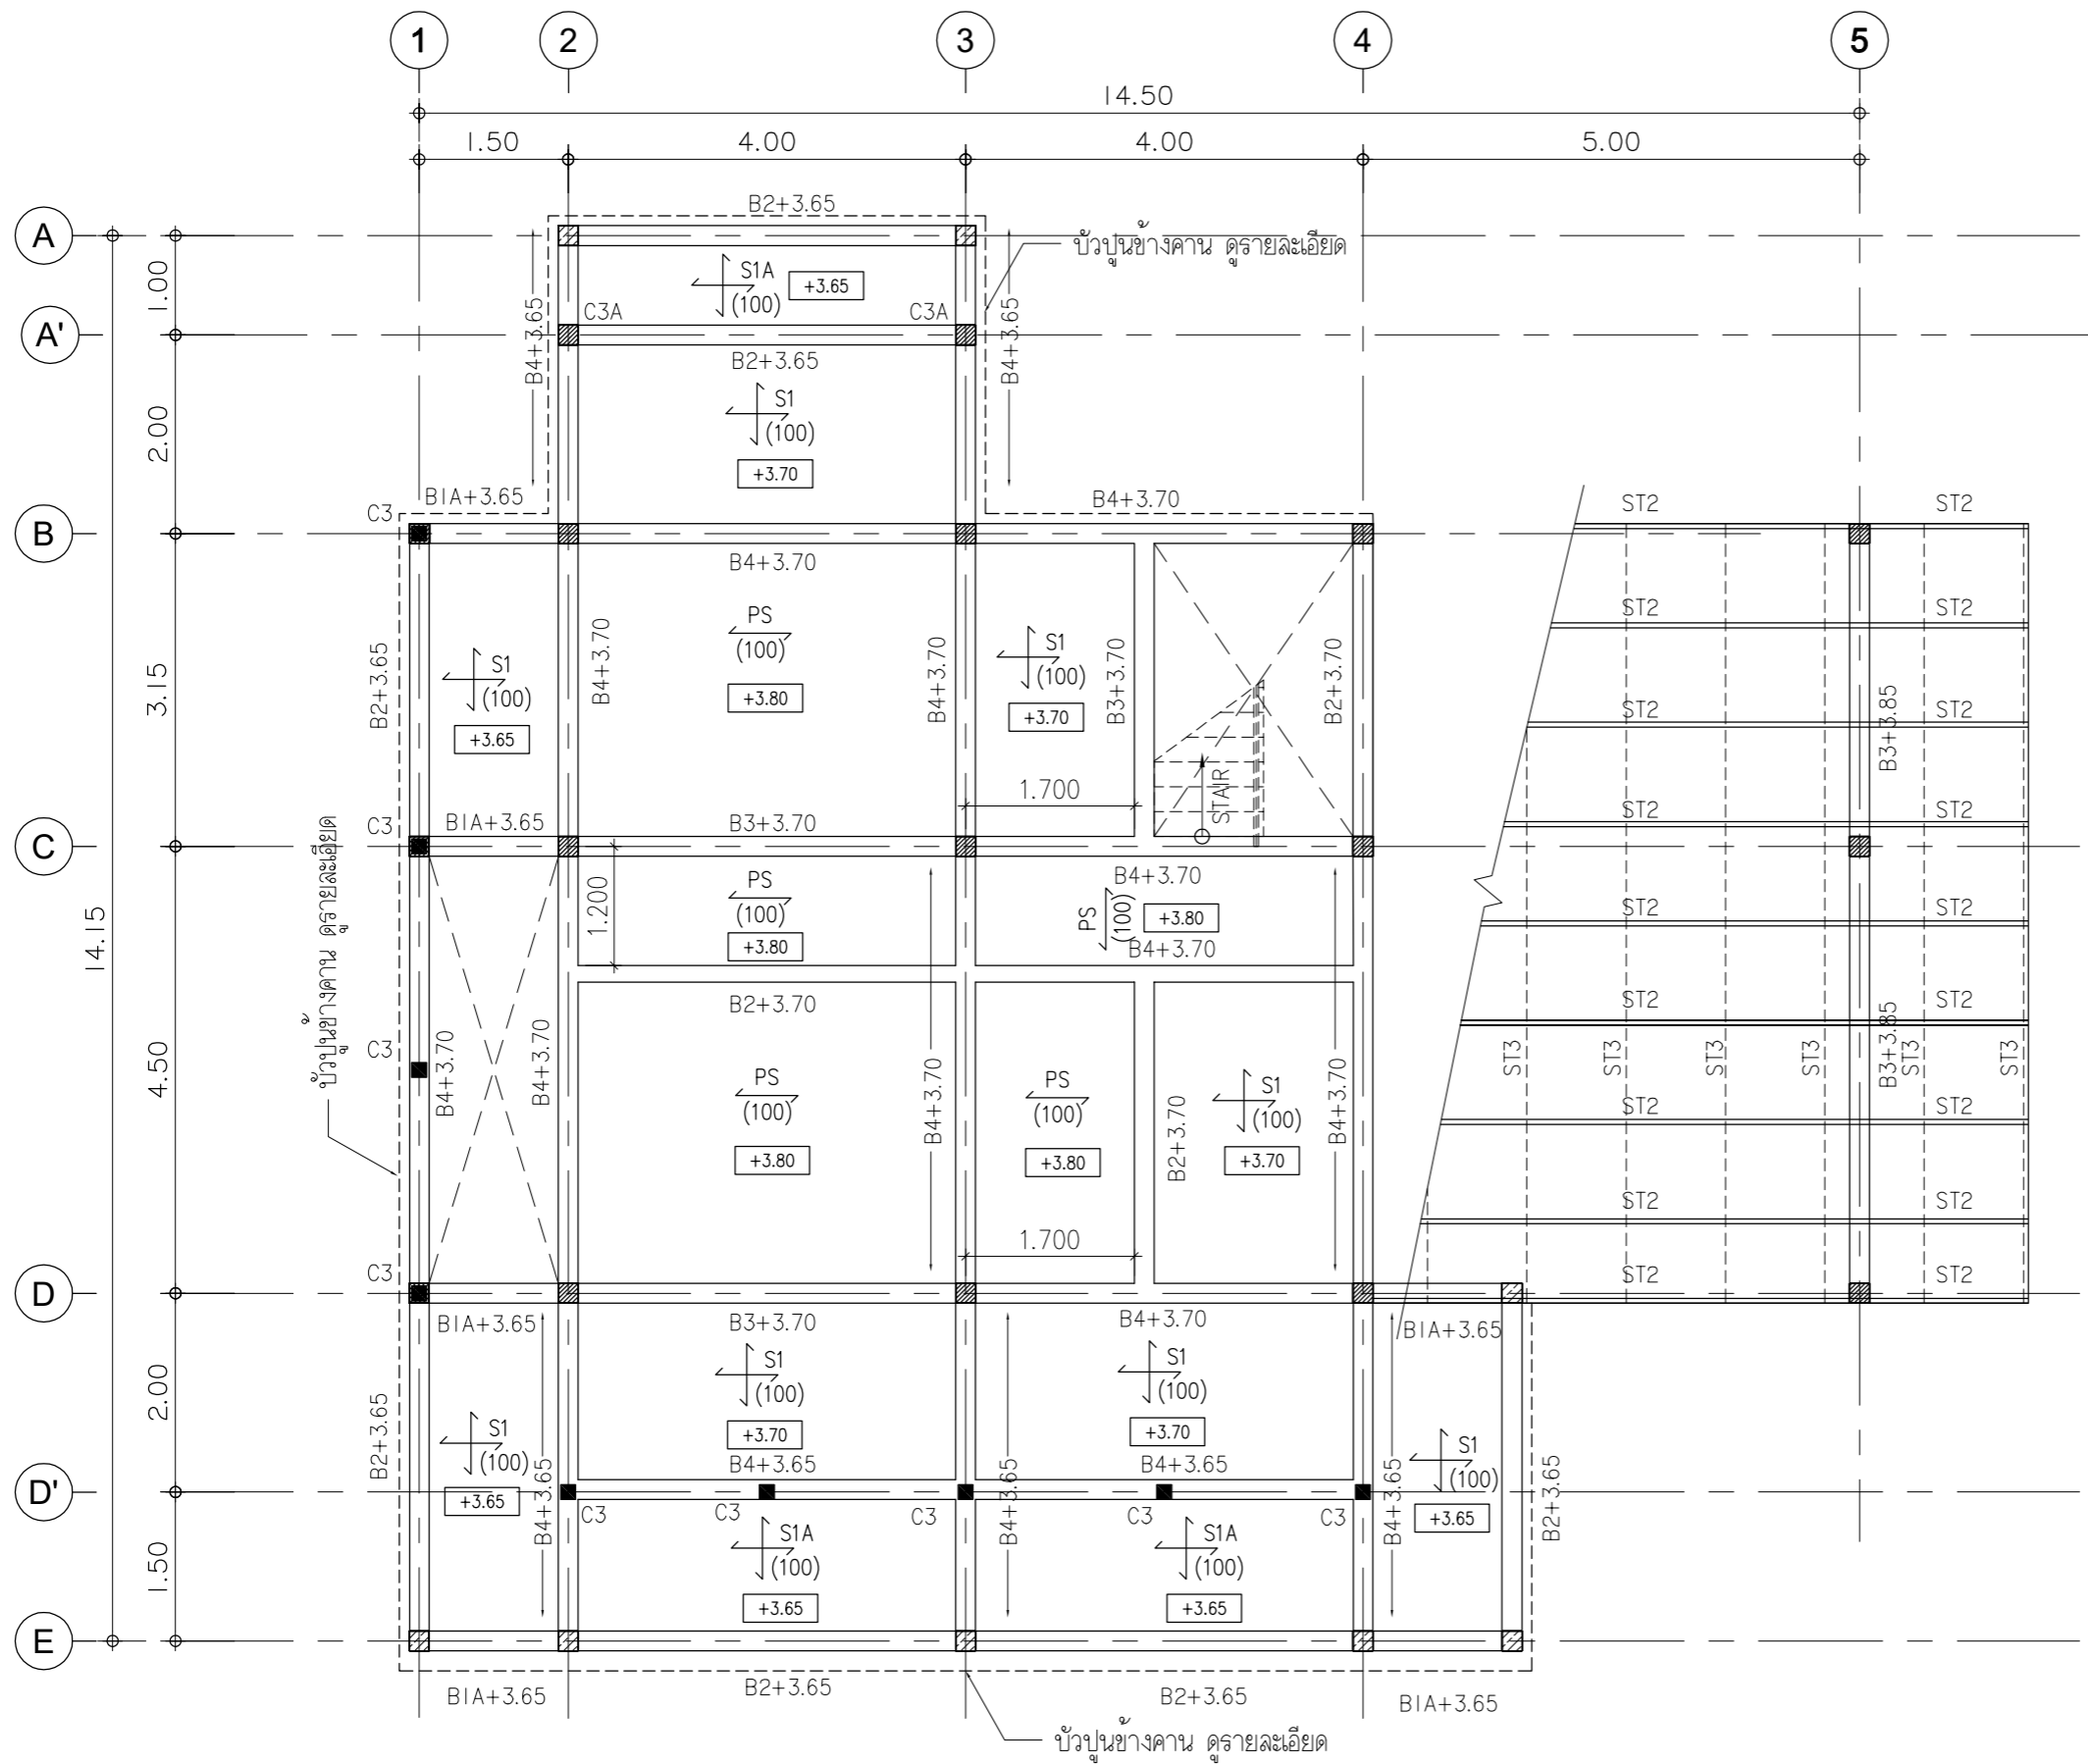 1 2 3 4 5
14.50
1.50 4.00 4.00 5.00
B2+3.65
A
บัวปูนข้างคาน ดูรายละเอียด
S1A
(100)
+3.65
1.00
B4+3.65
B4+3.65
C3A C3A
A'
B2+3.65
S1
(100)
+3.70
2.00
B1A+3.65
B4+3.70
ST2 ST2
C3
B
B4+3.70
PS
(100)
+3.80
B2+3.65
S1
(100)
+3.65
B4+3.70
B4+3.70
S1
(100)
+3.70
B3+3.70
B2+3.70
ST2 ST2
ST2 ST2
B3+3.85
3.15
1.700
STAIR
ST2 ST2
C3
B1A+3.65
B3+3.70
C
บัวปูนข้างคาน ดูรายละเอียด
1.200
PS
(100)
+3.80
B4+3.70
PS
(100)
+3.80
B4+3.70
ST2 ST2
14.15
B2+3.70
ST2 ST2
C3
B4+3.70
B4+3.70
B4+3.70
B4+3.70
4.50
PS
(100)
+3.80
PS
(100)
+3.80
B2+3.70
S1
(100)
+3.70
ST3 ST3 ST3 ST3 B3+3.85 ST3 ST3
ST2 ST2
ST2 ST2
1.700
C3
ST2 ST2
D
B1A+3.65
B3+3.70
B4+3.70
B1A+3.65
2.00
B2+3.65
S1
(100)
+3.65
B4+3.65
S1
(100)
+3.70
B4+3.65
B4+3.65
S1
(100)
+3.70
B4+3.65
B4+3.65
S1
(100)
+3.65
B2+3.65
D'
C3 C3 C3 C3 C3
1.50
S1A
(100)
+3.65
S1A
(100)
+3.65
E
B1A+3.65
B2+3.65
B2+3.65
B1A+3.65
บัวปูนข้างคาน ดูรายละเอียด